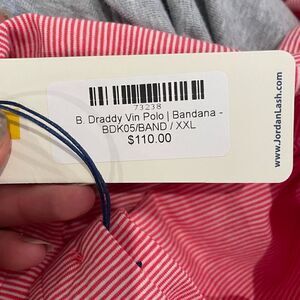 73238
B. Draddy Vin Polo | Bandana -
BDK05/BAND / XXL
$110.00
www.JordanLash.com